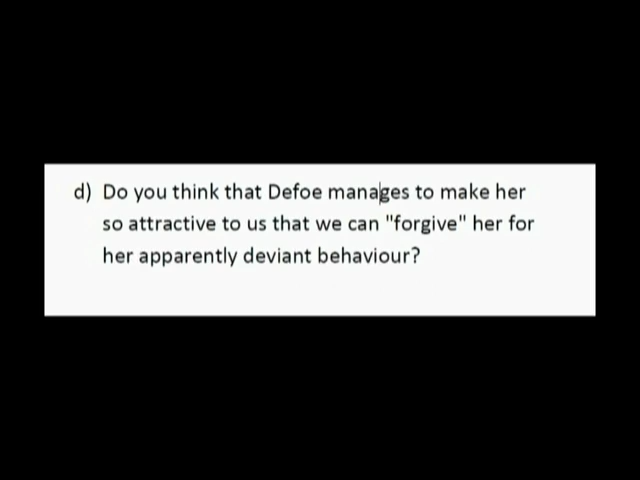 d) Do you think that Defoe manages to make her
so attractive to us that we can "forgive" her for
her apparently deviant behaviour?